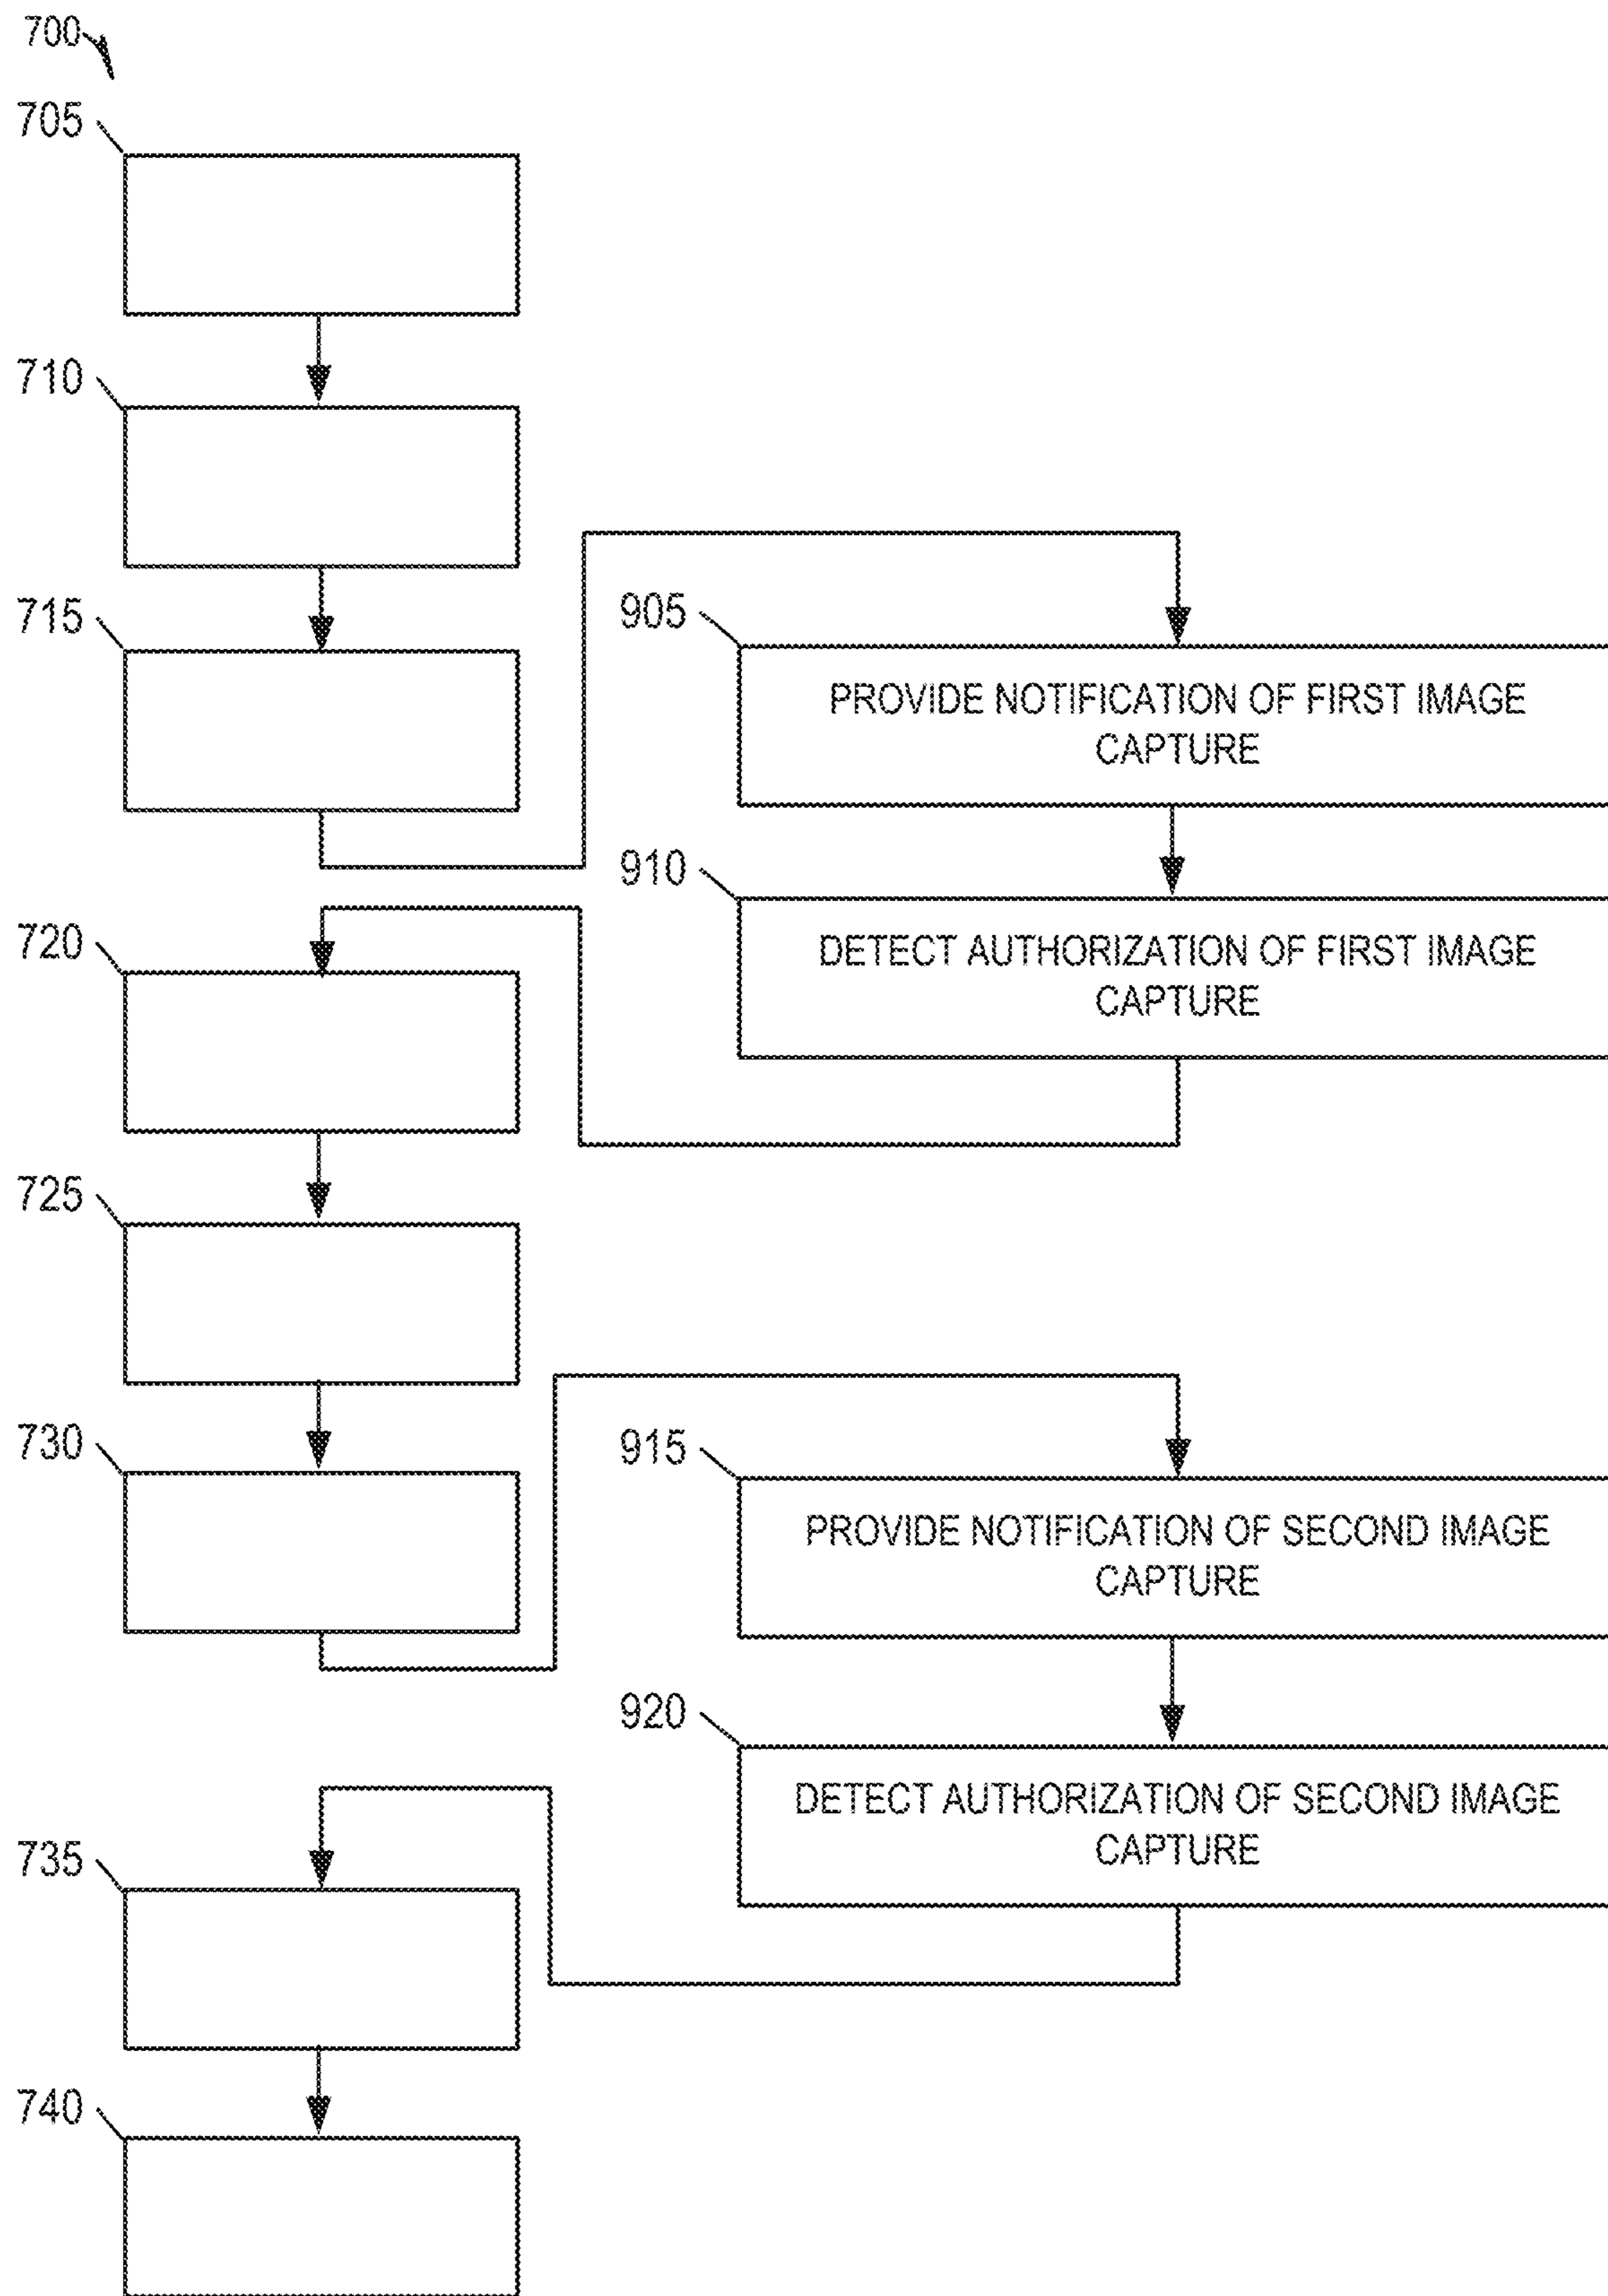 700
705
710
715
905
PROVIDE NOTIFICATION OF FIRST IMAGE
CAPTURE
910
DETECT AUTHORIZATION OF FIRST IMAGE
CAPTURE
720
725
730
915
PROVIDE NOTIFICATION OF SECOND IMAGE
CAPTURE
920
DETECT AUTHORIZATION OF SECOND IMAGE
CAPTURE
735
740